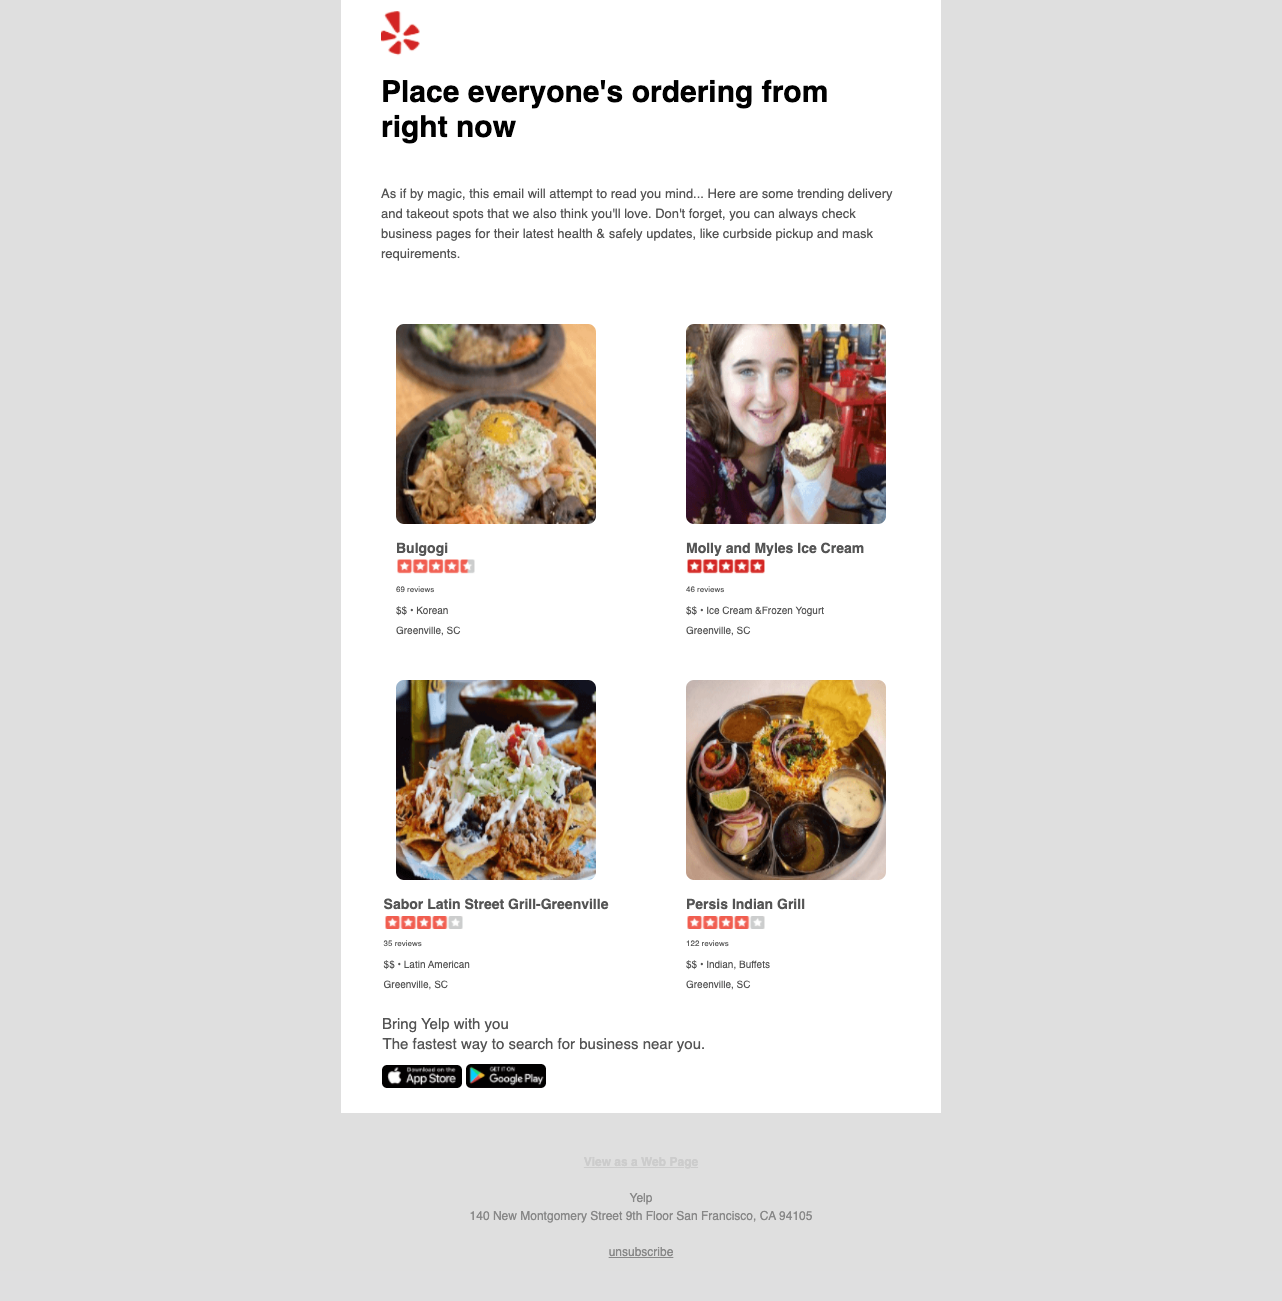 Place everyone's ordering from
right now
As if by magic, this email will attempt to read you mind... Here are some trending delivery
and takeout spots that we also think you'll love. Don't forget, you can always check
business pages for their latest health & safely updates, like curbside pickup and mask
requirements.
Bulgogi
69 reviews
$$ • Korean
Greenville, SC
Molly and Myles Ice Cream
46 reviews
$$ • Ice Cream &Frozen Yogurt
Greenville, SC
Sabor Latin Street Grill-Greenville
35 reviews
$$ • Latin American
Greenville, SC
Persis Indian Grill
122 reviews
$$ • Indian, Buffets
Greenville, SC
Bring Yelp with you
The fastest way to search for business near you.
Download on the
App Store
GET IT ON
Google Play
View as a Web Page
Yelp
140 New Montgomery Street 9th Floor San Francisco, CA 94105
unsubscribe